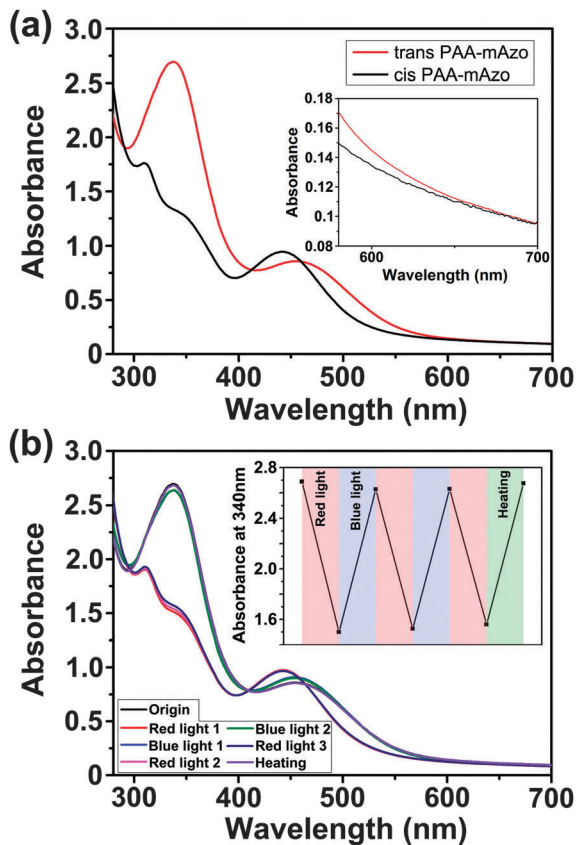 (a)
3.0
2.5
2.0
1.5
1.0
0.5
0
Absorbance
trans PAA-mAzo
cis PAA-mAzo
0.18
0.16
0.14
0.12
0.1
0.08
Absorbance
600
700
Wavelength (nm)
300 400 500 600 700
Wavelength (nm)
(b)
3.0
2.5
2.0
1.5
1.0
0.5
0
Absorbance
2.8
2.4
2.0
1.6
Absorbance at 340nm
Red light
Blue light
Heating
Origin
Red light 1
Blue light 1
Red light 2
Blue light 2
Red light 3
Heating
300 400 500 600 700
Wavelength (nm)